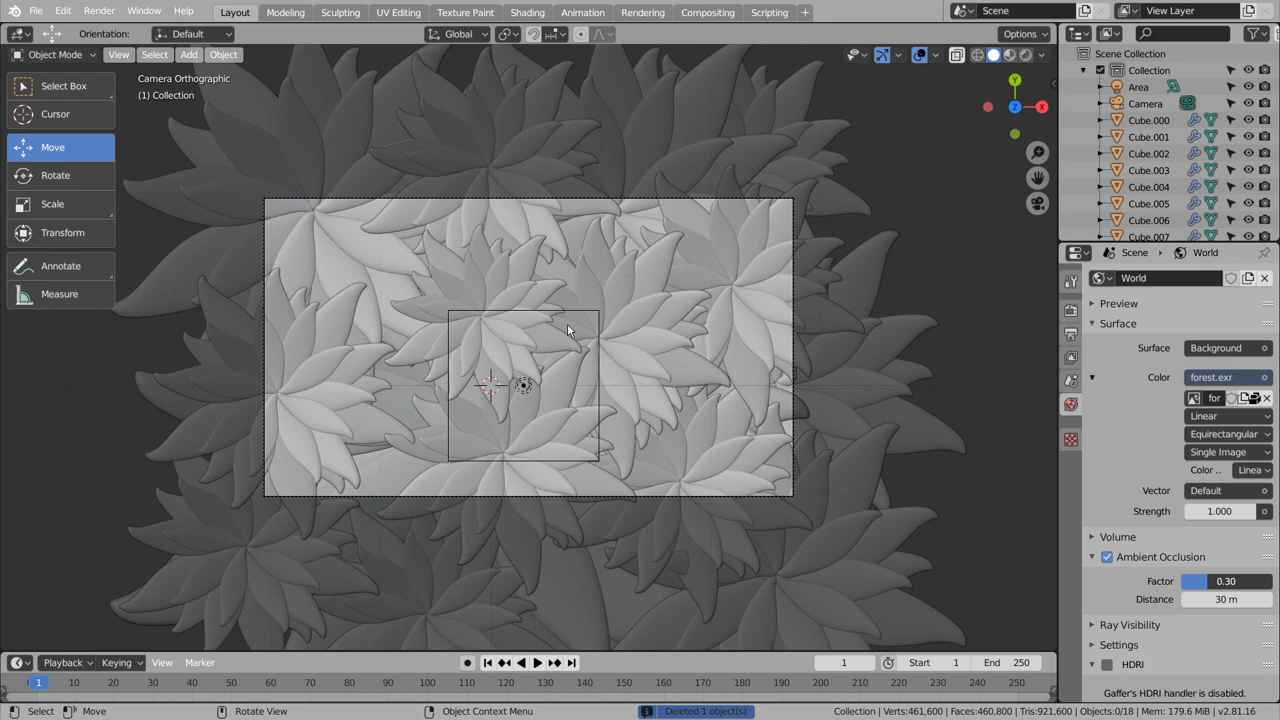 File Edit Render Window Help Layout Modeling Sculpting UV Editing Texture Paint Shading Animation Rendering Compositing Scripting + Scene View Layer
Orientation: Default Global Options
Object Mode View Select Add Object
Scene Collection
Collection
Area
Camera
Cube.000
Cube.001
Cube.002
Cube.003
Cube.004
Cube.005
Cube.006
Cube.007
Select Box
Cursor
Move
Rotate
Scale
Transform
Annotate
Measure
Camera Orthographic
(1) Collection
Y
Z
X
Scene World
World
Preview
Surface
Surface Background
Color forest.exr
for
Linear
Equirectangular
Single Image
Color .. Linea
Vector Default
Strength 1.000
Volume
Ambient Occlusion
Factor 0.30
Distance 30 m
Ray Visibility
Settings
HDRI
Gaffer's HDRI handler is disabled.
Playback Keying View Marker 1 Start 1 End 250
1 10 20 30 40 50 60 70 80 90 100 110 120 130 140 150 160 170 180 190 200 210 220 230 240 250
Select Move Rotate View Object Context Menu Deleted 1 object(s) Collection | Verts:461,600 | Faces:460,800 | Tris:921,600 | Objects:0/18 | Mem: 179.6 MiB | v2.81.16